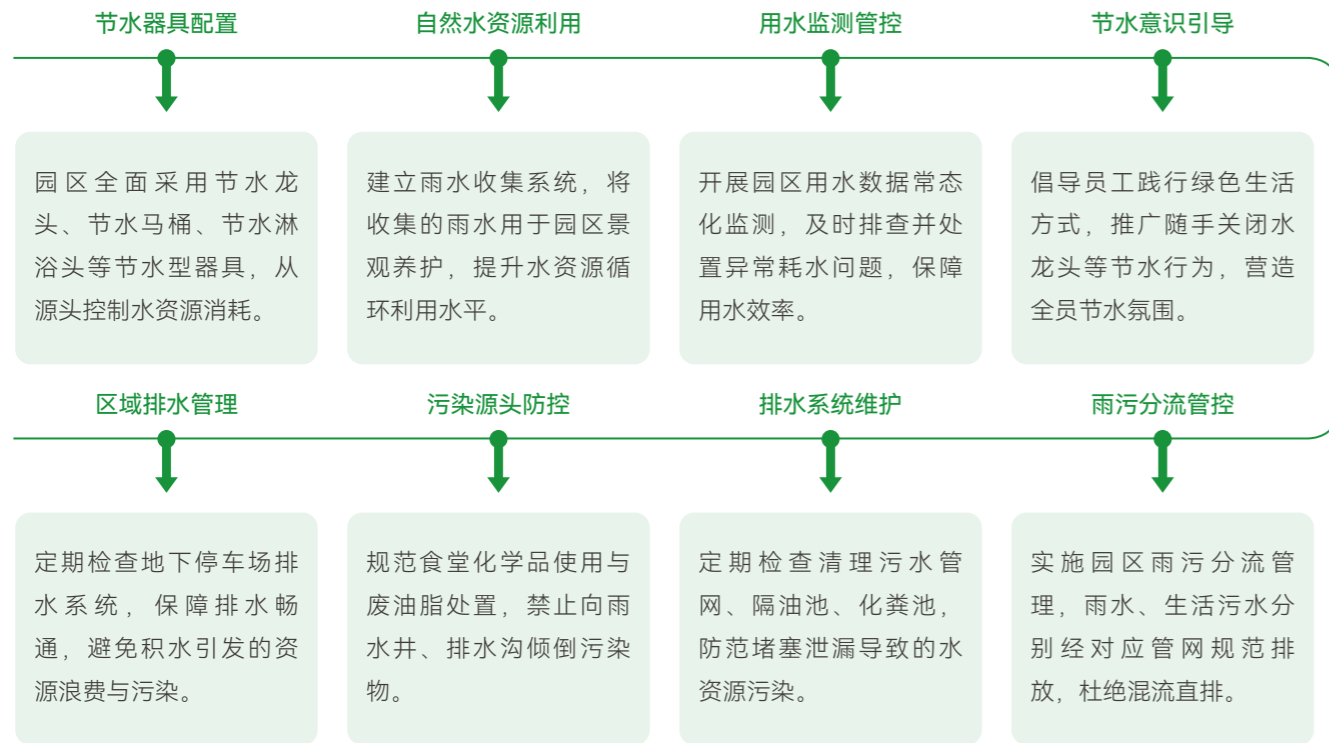 节水器具配置
园区全面采用节水龙
头、节水马桶、节水淋
浴头等节水型器具，从
源头控制水资源消耗。
自然水资源利用
建立雨水收集系统，将
收集的雨水用于园区景
观养护，提升水资源循
环利用水平。
用水监测管控
开展园区用水数据常态
化监测，及时排查并处
置异常耗水问题，保障
用水效率。
节水意识引导
倡导员工践行绿色生活
方式，推广随手关闭水
龙头等节水行为，营造
全员节水氛围。
区域排水管理
定期检查地下停车场排
水系统，保障排水畅
通，避免积水引发的资
源浪费与污染。
污染源头防控
规范食堂化学品使用与
废油脂处置，禁止向雨
水井、排水沟倾倒污染
物。
排水系统维护
定期检查清理污水管
网、隔油池、化粪池，
防范堵塞泄漏导致的水
资源污染。
雨污分流管控
实施园区雨污分流管
理，雨水、生活污水分
别经对应管网规范排
放，杜绝混流直排。